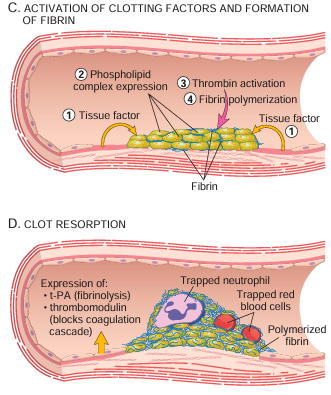 C. ACTIVATION OF CLOTTING FACTORS AND FORMATION
OF FIBRIN
② Phospholipid
complex expression
③ Thrombin activation
④ Fibrin polymerization
① Tissue factor
Tissue factor
①
Fibrin
D. CLOT RESORPTION
Expression of:
• t-PA (fibrinolysis)
• thrombomodulin
(blocks coagulation
cascade)
Trapped neutrophil
Trapped red
blood cells
Polymerized
fibrin